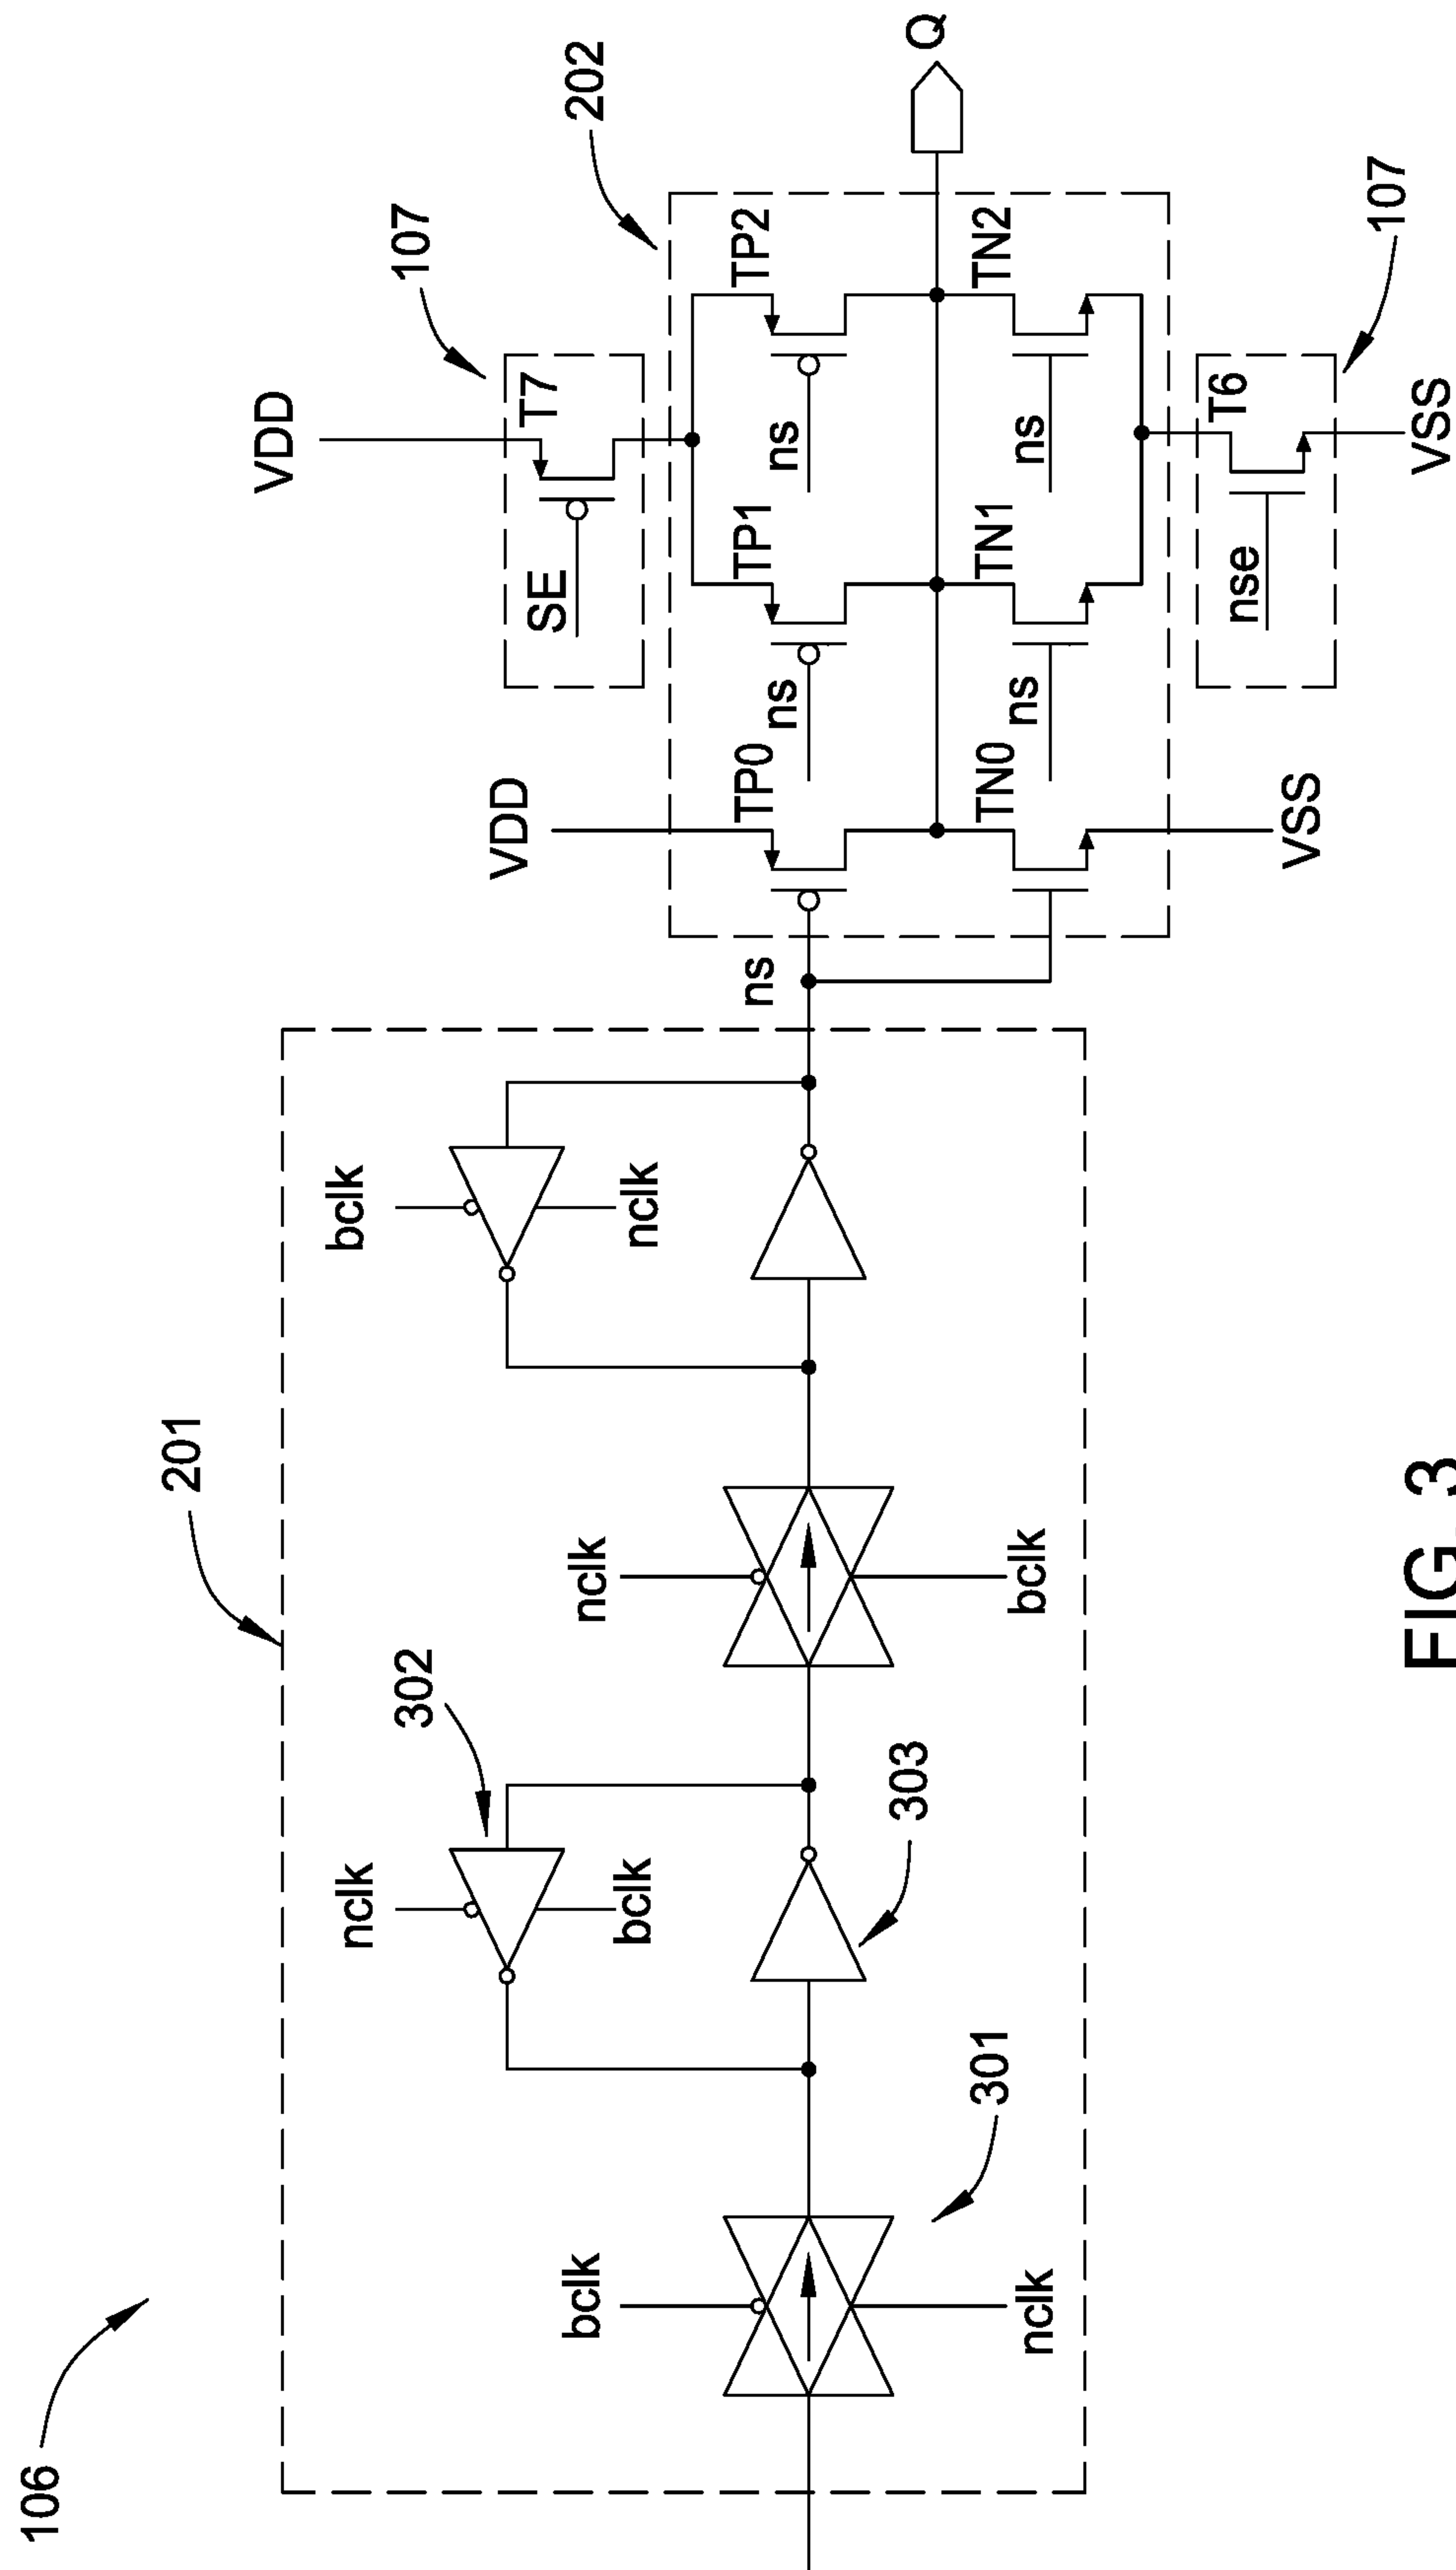 106
201
bclk
nclk
301
nclk
bclk
302
303
nclk
bclk
bclk
nclk
ns
VDD
TP0
TN0
VSS
ns
TP1
TN1
ns
ns
TP2
TN2
ns
VDD
SE
T7
107
202
Q
nse
T6
VSS
107
FIG. 3